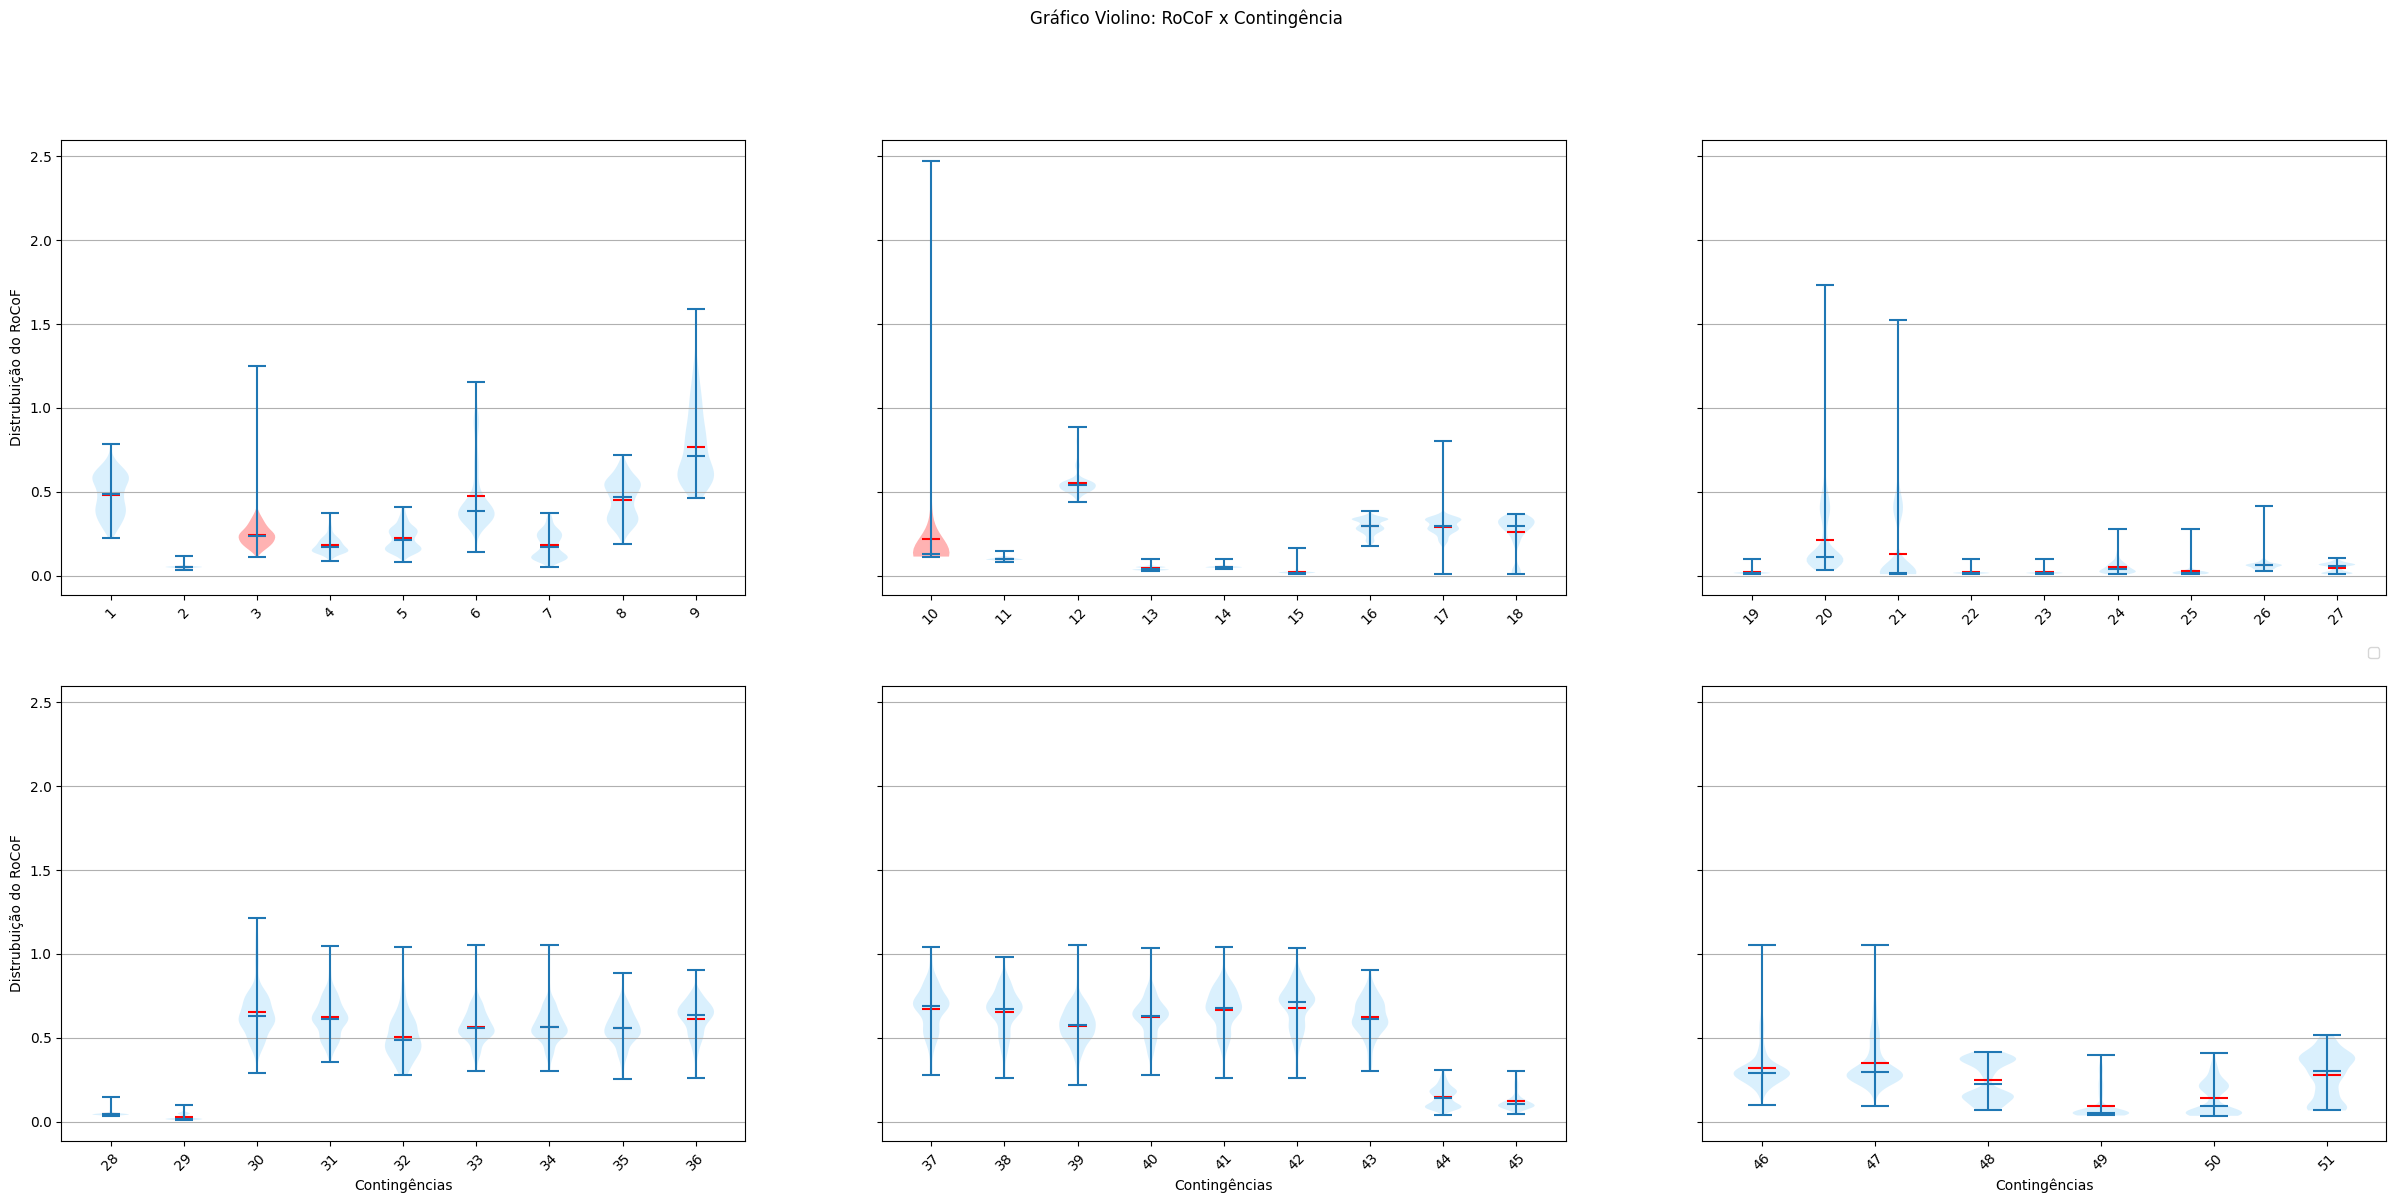 Gráfico Violino: RoCoF x Contingência
Distrubuição do RoCoF
2.5
2.0
1.5
1.0
0.5
0.0
1 2 3 4 5 6 7 8 9
10 11 12 13 14 15 16 17 18
19 20 21 22 23 24 25 26 27
Distrubuição do RoCoF
2.5
2.0
1.5
1.0
0.5
0.0
28 29 30 31 32 33 34 35 36
Contingências
37 38 39 40 41 42 43 44 45
Contingências
46 47 48 49 50 51
Contingências